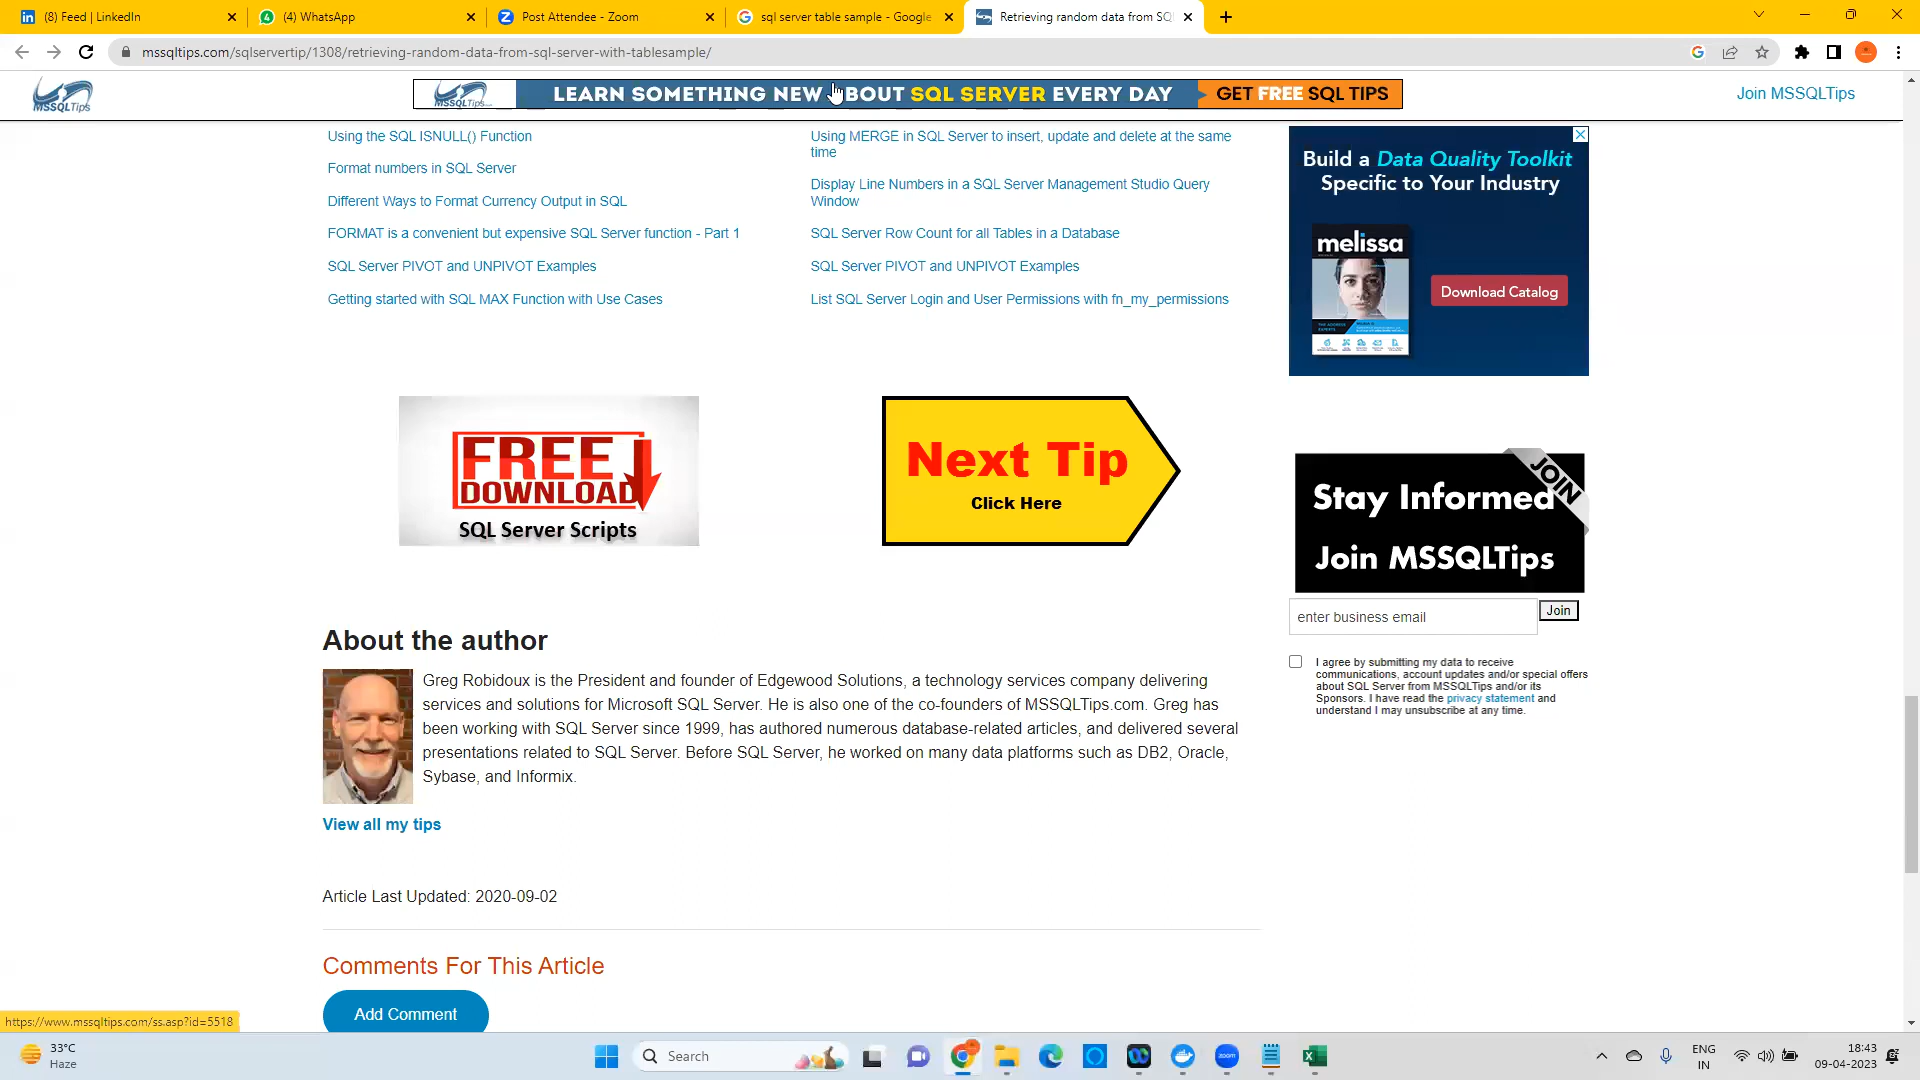 (8) Feed | LinkedIn
(4) WhatsApp
Post Attendee - Zoom
sql server table sample - Google
Retrieving random data from SQ
mssqltips.com/sqlservertip/1308/retrieving-random-data-from-sql-server-with-tablesample/
MSSQLTips
MSSQLTips
LEARN SOMETHING NEW ABOUT SQL SERVER EVERY DAY
GET FREE SQL TIPS
Join MSSQLTips
Using the SQL ISNULL() Function
Format numbers in SQL Server
Different Ways to Format Currency Output in SQL
FORMAT is a convenient but expensive SQL Server function - Part 1
SQL Server PIVOT and UNPIVOT Examples
Getting started with SQL MAX Function with Use Cases
Using MERGE in SQL Server to insert, update and delete at the same
time
Display Line Numbers in a SQL Server Management Studio Query
Window
SQL Server Row Count for all Tables in a Database
SQL Server PIVOT and UNPIVOT Examples
List SQL Server Login and User Permissions with fn_my_permissions
Build a Data Quality Toolkit
Specific to Your Industry
melissa
Download Catalog
FREE
DOWNLOAD
SQL Server Scripts
Next Tip
Click Here
JOIN
Stay Informed
Join MSSQLTips
enter business email
Join
I agree by submitting my data to receive
communications, account updates and/or special offers
about SQL Server from MSSQLTips and/or its
Sponsors. I have read the privacy statement and
understand I may unsubscribe at any time.
About the author
Greg Robidoux is the President and founder of Edgewood Solutions, a technology services company delivering
services and solutions for Microsoft SQL Server. He is also one of the co-founders of MSSQLTips.com. Greg has
been working with SQL Server since 1999, has authored numerous database-related articles, and delivered several
presentations related to SQL Server. Before SQL Server, he worked on many data platforms such as DB2, Oracle,
Sybase, and Informix.
View all my tips
Article Last Updated: 2020-09-02
Comments For This Article
Add Comment
https://www.mssqltips.com/ss.asp?id=5518
33°C
Haze
Search
zoom
ENG
IN
18:43
09-04-2023